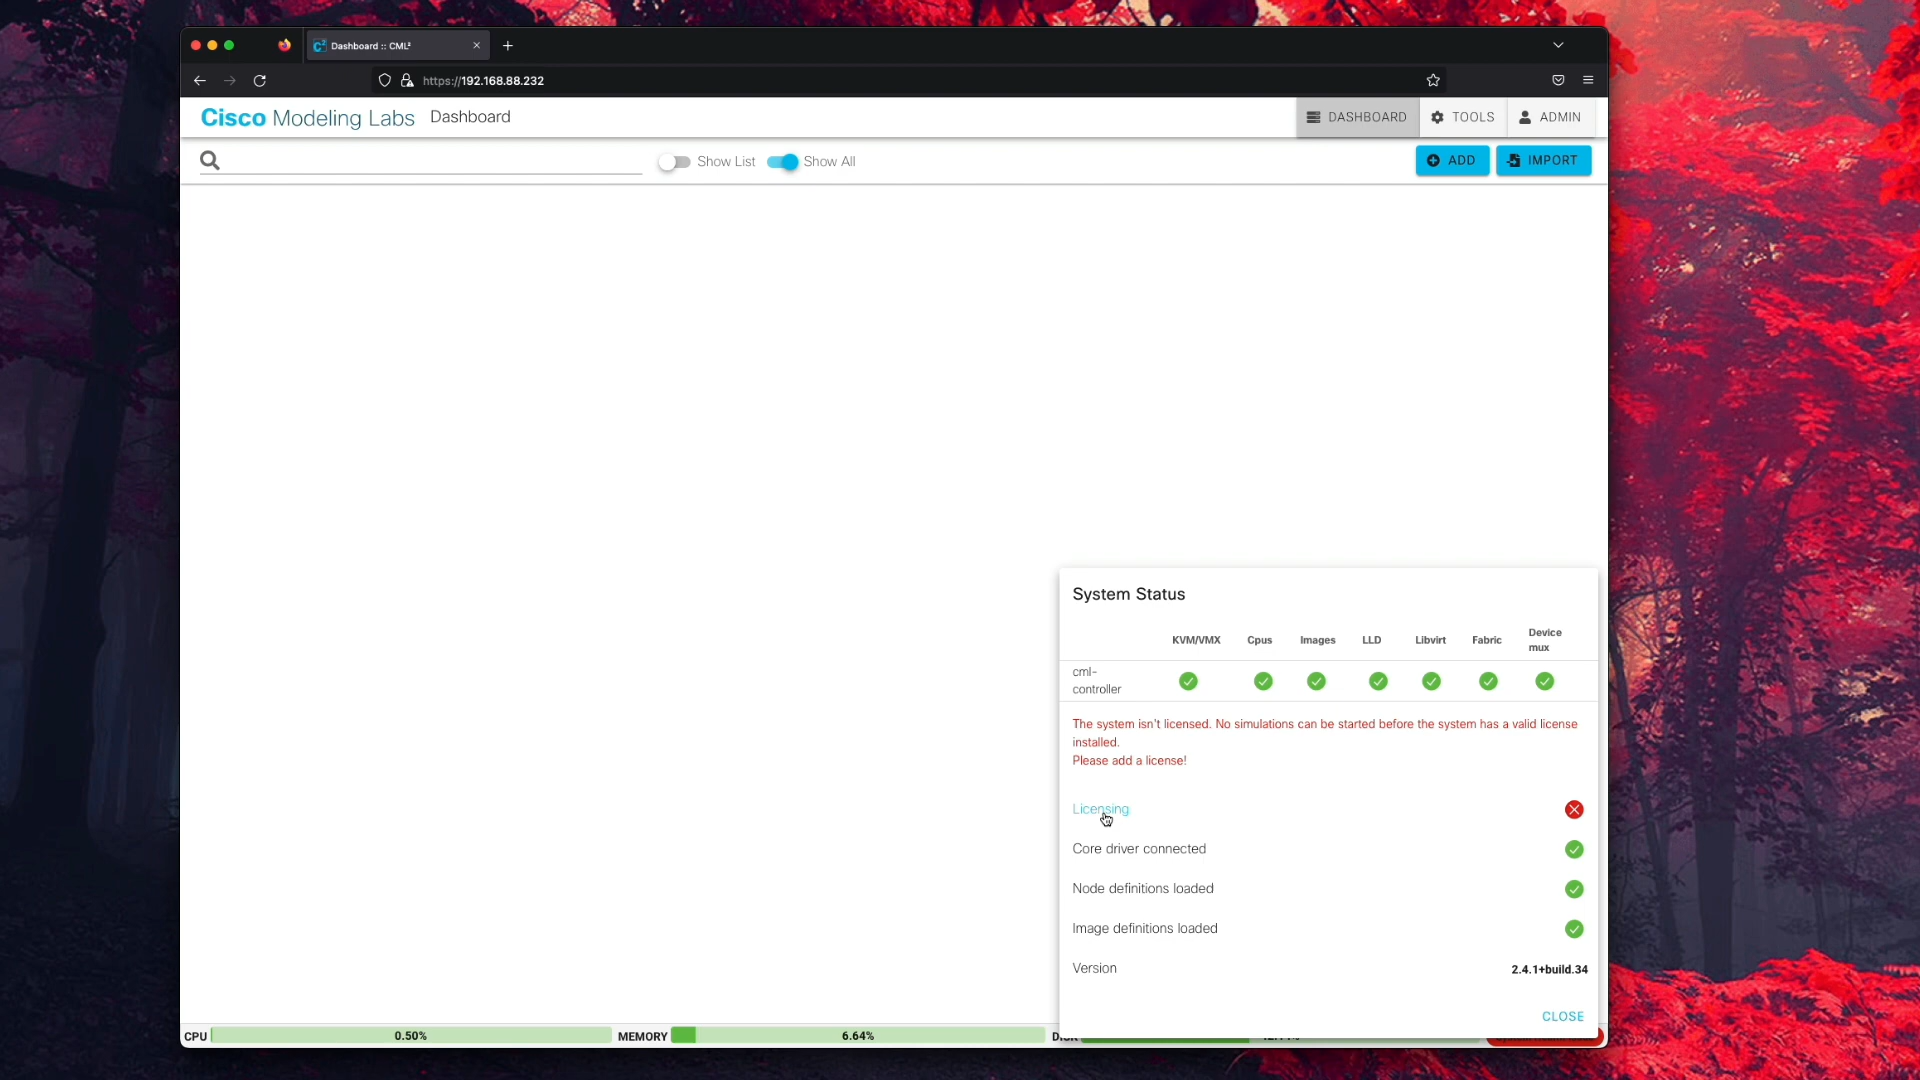 Dashboard :: CML²
https://192.168.88.232
Cisco Modeling Labs Dashboard
DASHBOARD TOOLS ADMIN
Show List Show All
ADD IMPORT
System Status
KVM/VMX Cpus Images LLD Libvirt Fabric Device mux
cml-
controller
The system isn't licensed. No simulations can be started before the system has a valid license
installed.
Please add a license!
Licensing
Core driver connected
Node definitions loaded
Image definitions loaded
Version 2.4.1+build.34
CLOSE
CPU 0.50% MEMORY 6.64%